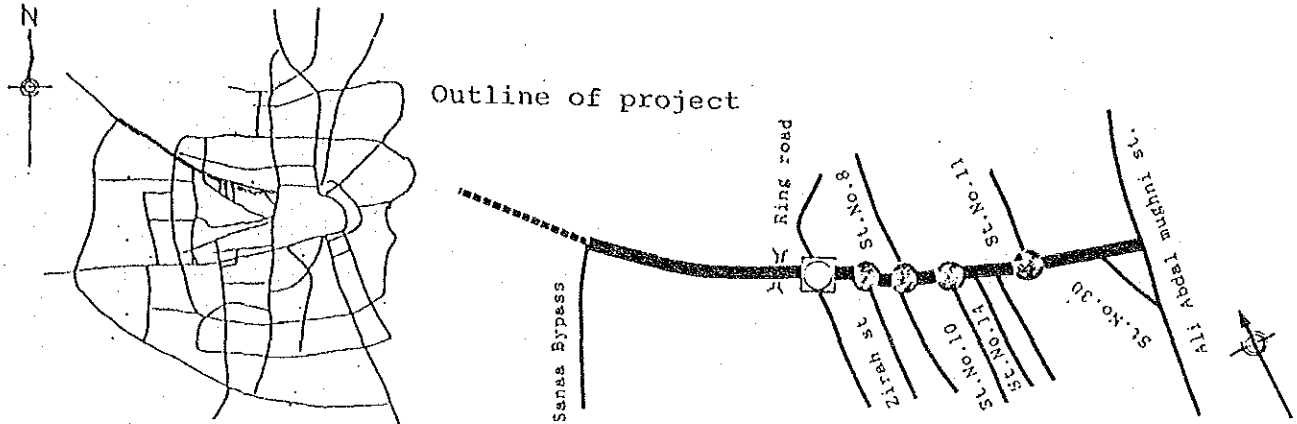 N
Outline of project
Ring road
St.No.8
St.No.11
Ali Abdal mughni st.
Sanaa Bypass
Zirah st
St.No.10
St.No.14
St.No.30